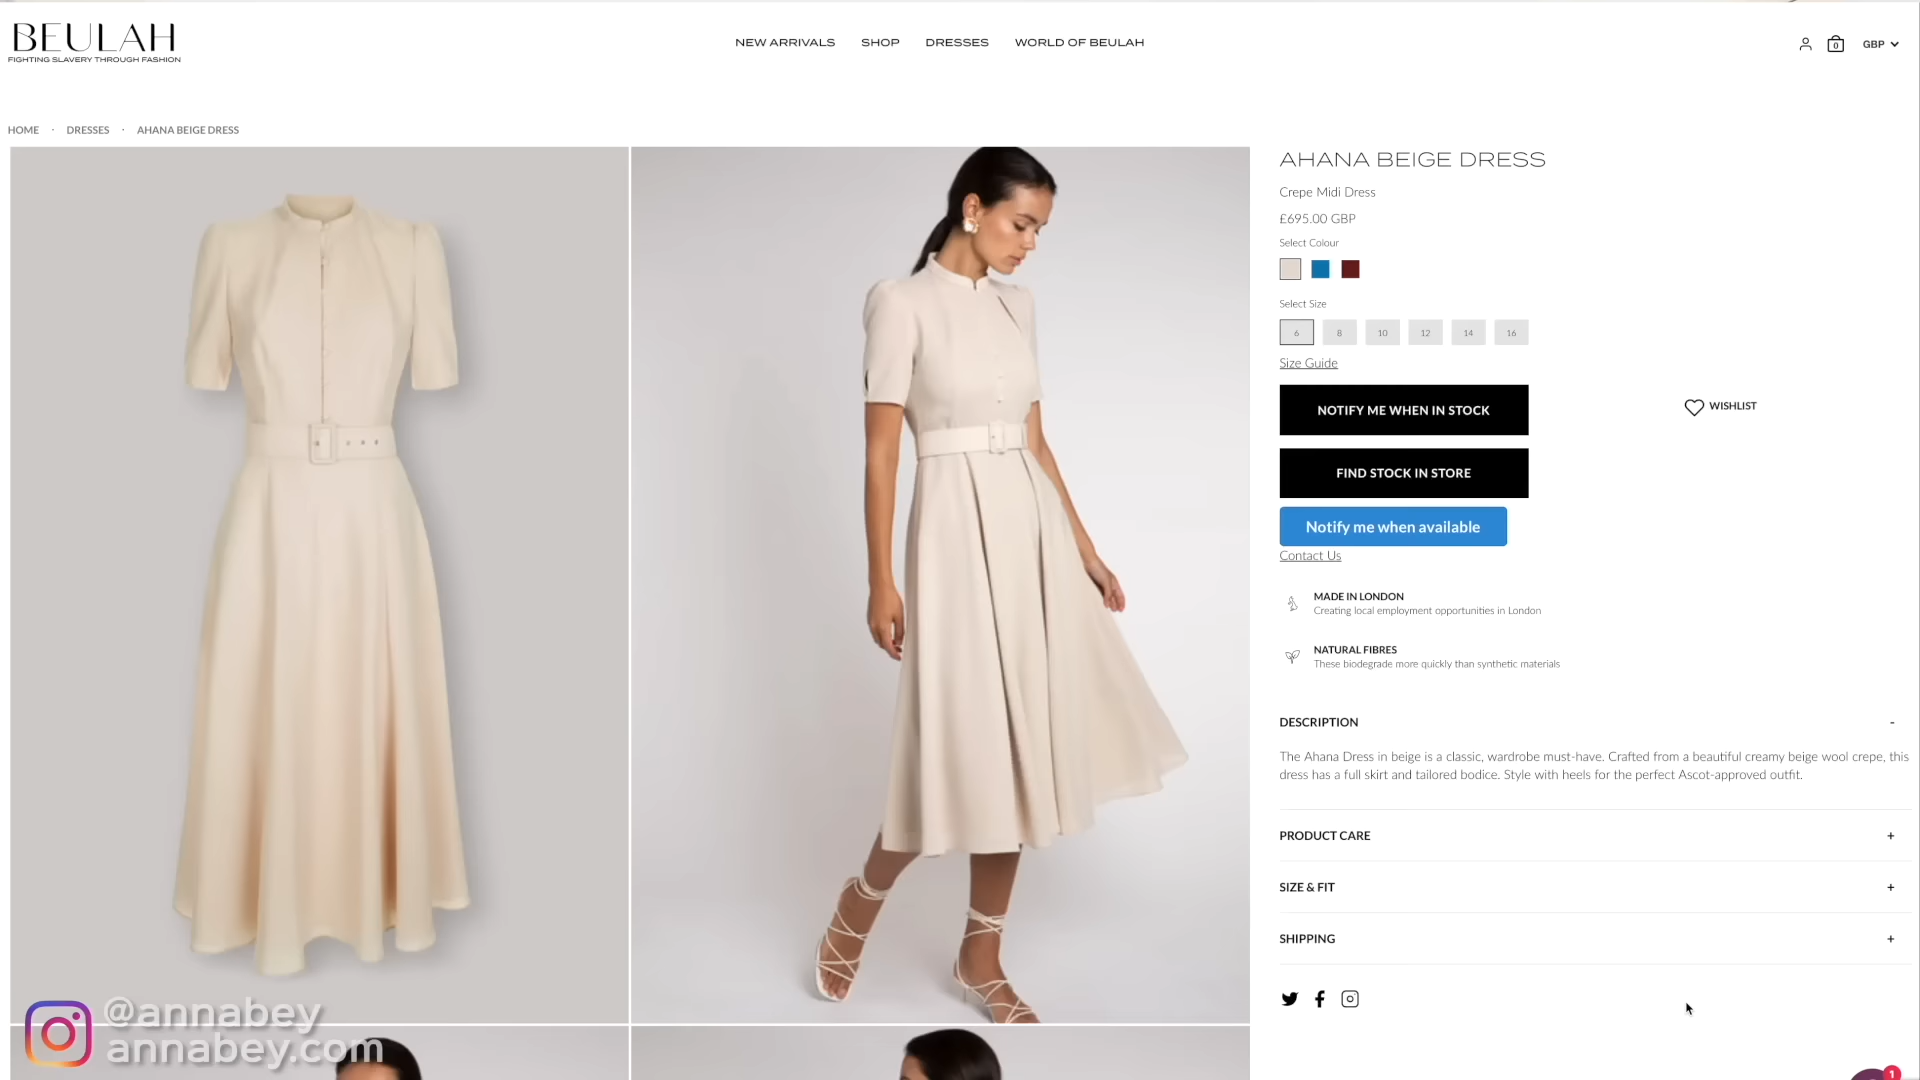 BEULAH
FIGHTING SLAVERY THROUGH FASHION
NEW ARRIVALS SHOP DRESSES WORLD OF BEULAH
0
GBP
HOME · DRESSES · AHANA BEIGE DRESS
AHANA BEIGE DRESS
Crepe Midi Dress
£695.00 GBP
Select Colour
Select Size
6 8 10 12 14 16
Size Guide
NOTIFY ME WHEN IN STOCK
WISHLIST
FIND STOCK IN STORE
Notify me when available
Contact Us
MADE IN LONDON
Creating local employment opportunities in London
NATURAL FIBRES
These biodegrade more quickly than synthetic materials
DESCRIPTION -
The Ahana Dress in beige is a classic, wardrobe must-have. Crafted from a beautiful creamy beige wool crepe, this
dress has a full skirt and tailored bodice. Style with heels for the perfect Ascot-approved outfit.
PRODUCT CARE +
SIZE & FIT +
SHIPPING +
@annabey
annabey.com
1